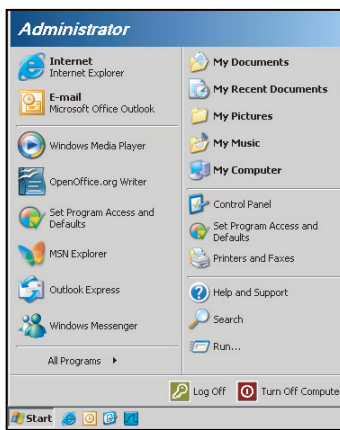 Administrator
Internet
Internet Explorer
E-mail
Microsoft Office Outlook
Windows Media Player
OpenOffice.org Writer
Set Program Access and
Defaults
MSN Explorer
Outlook Express
Windows Messenger
All Programs
My Documents
My Recent Documents
My Pictures
My Music
My Computer
Control Panel
Set Program Access and
Defaults
Printers and Faxes
Help and Support
Search
Run...
Log Off
Turn Off Compute
Start